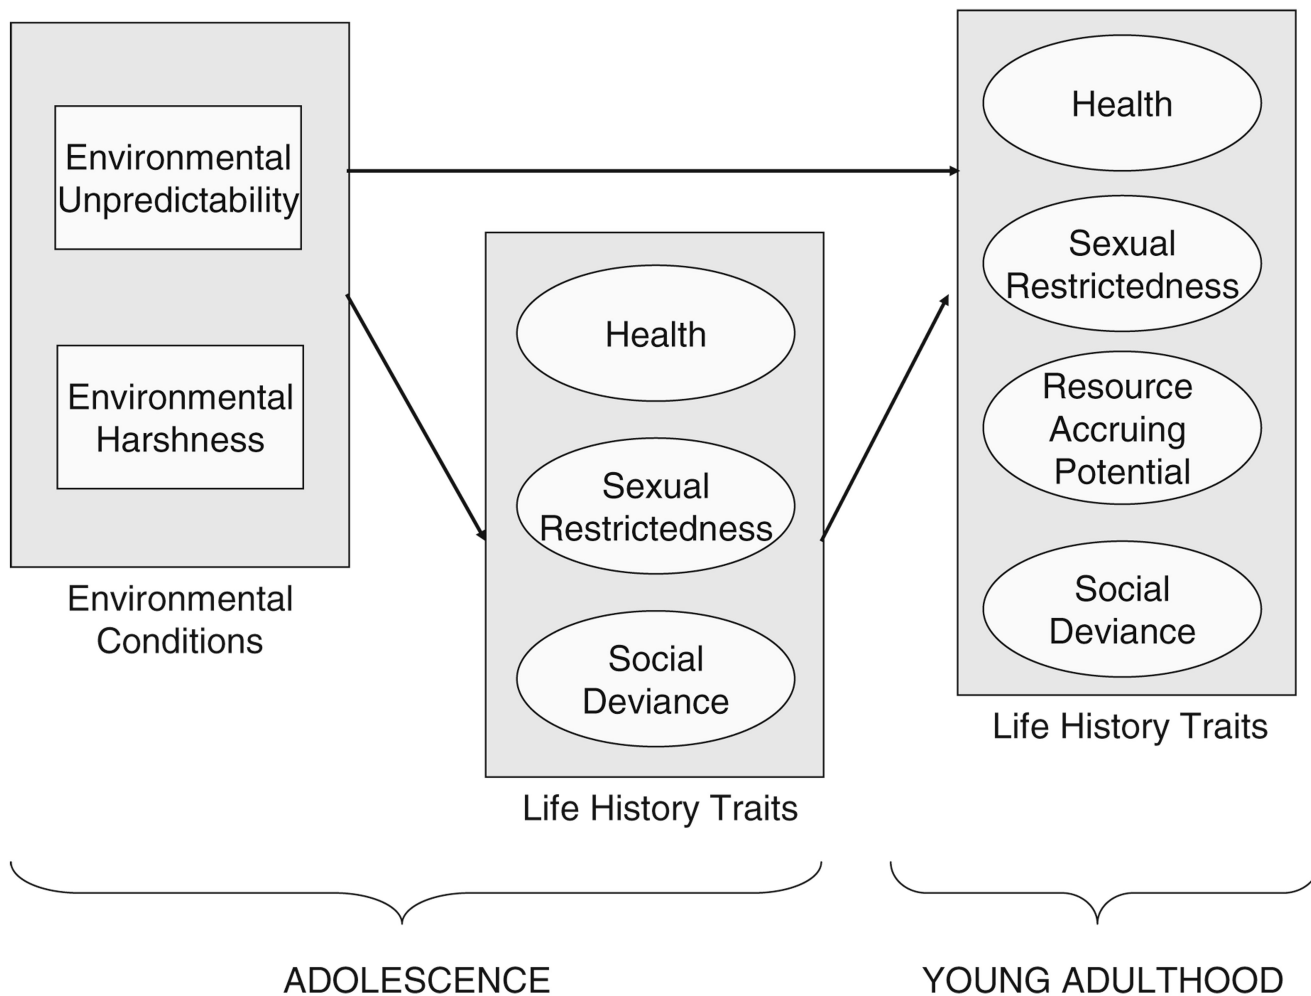 Environmental
Unpredictability
Environmental
Harshness
Environmental
Conditions
Health
Sexual
Restrictedness
Social
Deviance
Life History Traits
Health
Sexual
Restrictedness
Resource
Accruing
Potential
Social
Deviance
Life History Traits
ADOLESCENCE
YOUNG ADULTHOOD